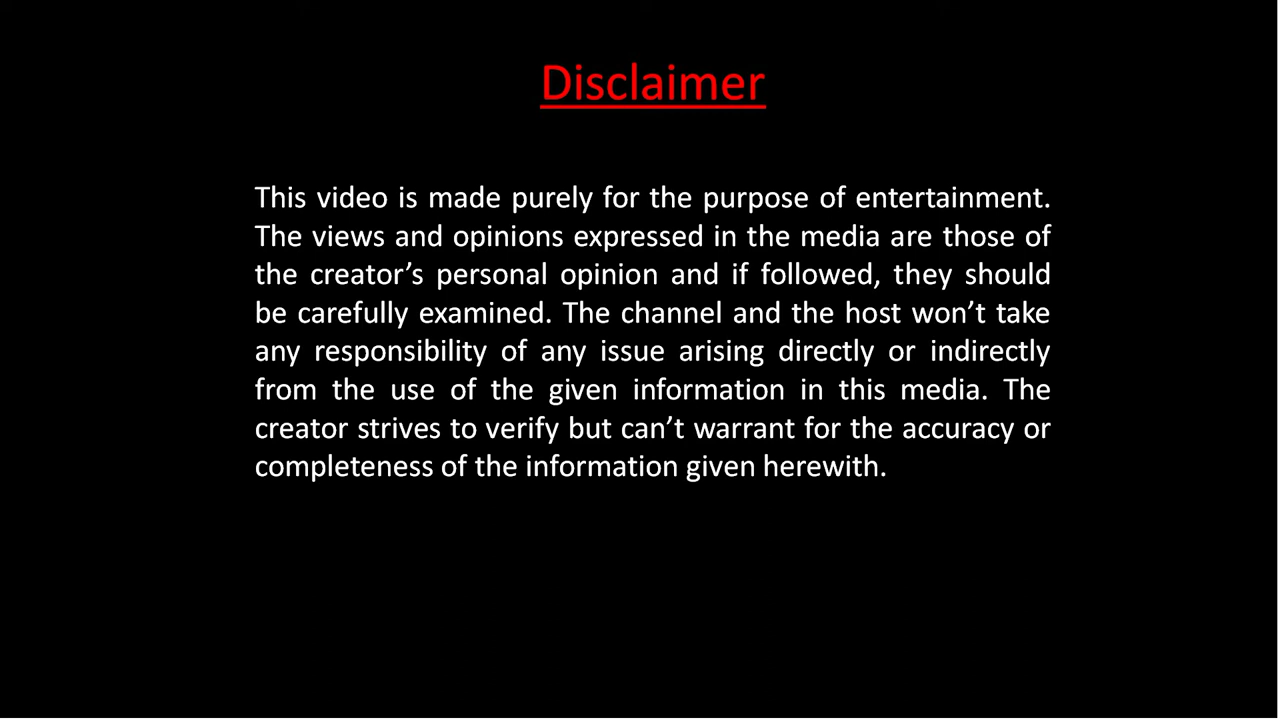 Disclaimer
This video is made purely for the purpose of entertainment.
The views and opinions expressed in the media are those of
the creator’s personal opinion and if followed, they should
be carefully examined. The channel and the host won’t take
any responsibility of any issue arising directly or indirectly
from the use of the given information in this media. The
creator strives to verify but can’t warrant for the accuracy or
completeness of the information given herewith.